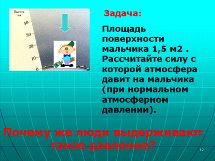 Задача:
Площадь
поверхности
мальчика 1,5 м2 .
Рассчитайте силу с
которой атмосфера
давит на мальчика
(при нормальном
атмосферном
давлении).
Почему же люди выдерживают
такое давление?